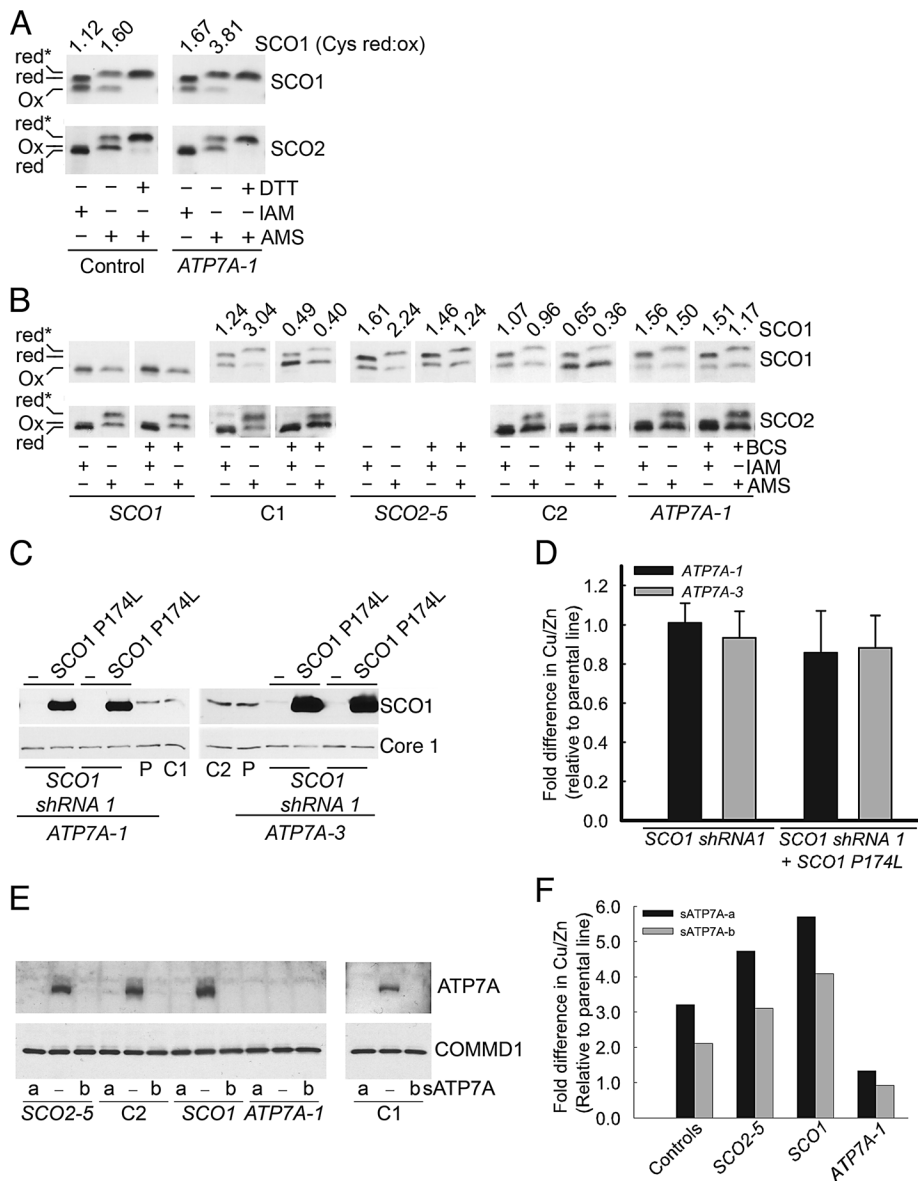 A
1.12 1.60 1.67 3.81 SCO1 (Cys red:ox)
red*
red
Ox
SCO1
red*
Ox
red
SCO2
– – + – – + DTT
+ – – + – – IAM
– + + – + + AMS
Control ATP7A-1
B
1.24 3.04 0.49 0.40 1.61 2.24 1.46 1.24 1.07 0.96 0.65 0.36 1.56 1.50 1.51 1.17 SCO1
red*
red
Ox
SCO1
red*
Ox
red
SCO2
– – + + – – + + – – + + – – + + – – + + BCS
+ – + – + – + – + – + – + – + – + – + – IAM
– + – + – + – + – + – + – + – + – + – + AMS
SCO1 C1 SCO2-5 C2 ATP7A-1
C
– SCO1 P174L – SCO1 P174L – SCO1 P174L – SCO1 P174L
SCO1
Core 1
SCO1 shRNA 1 P C1 C2 P SCO1 shRNA 1
ATP7A-1 ATP7A-3
D
ATP7A-1
ATP7A-3
Fold difference in Cu/Zn
(relative to parental line)
1.2
1.0
0.8
0.6
0.4
0.2
0.0
SCO1 shRNA1 SCO1 shRNA 1
+ SCO1 P174L
E
ATP7A
COMMD1
a – b a – b a – b a – b a – b sATP7A
SCO2-5 C2 SCO1 ATP7A-1 C1
F
sATP7A-a
sATP7A-b
Fold difference in Cu/Zn
(Relative to parental line)
6.0
5.0
4.0
3.0
2.0
1.0
0.0
Controls SCO2-5 SCO1 ATP7A-1